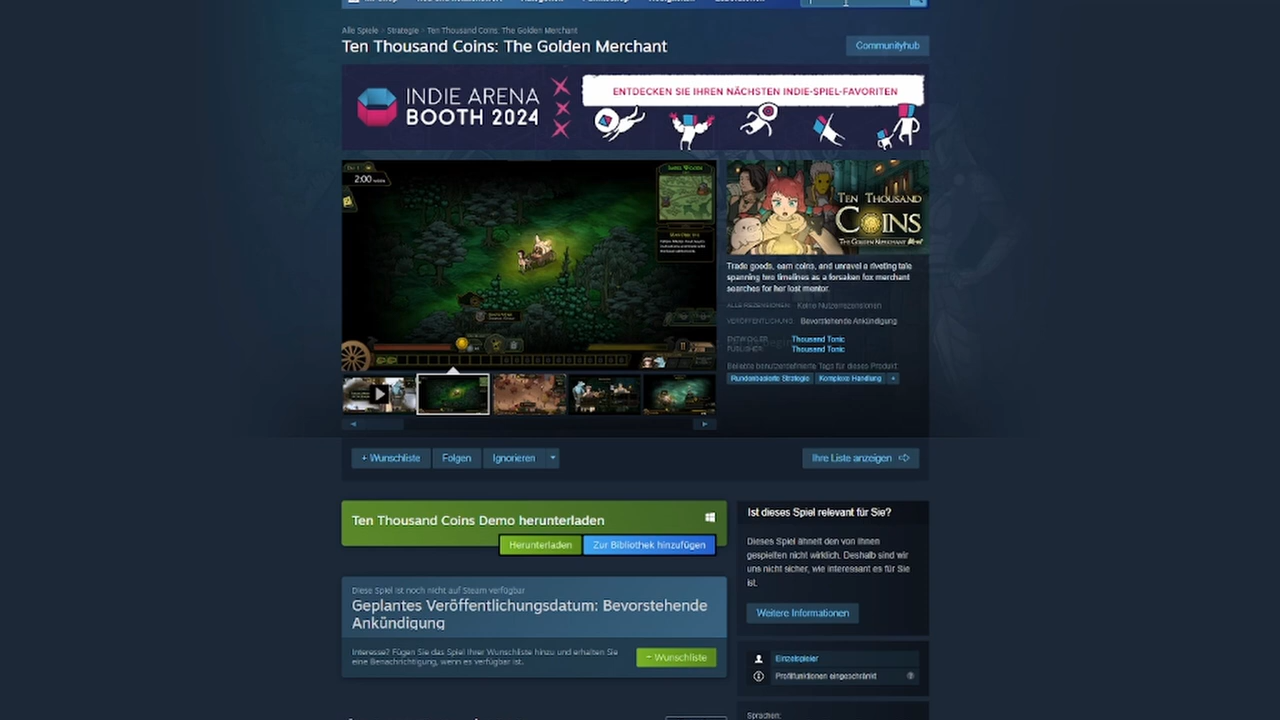 Alle Spiele > Strategie > Ten Thousand Coins: The Golden Merchant
Ten Thousand Coins: The Golden Merchant
Communityhub
INDIE ARENA
BOOTH 2024
ENTDECKEN SIE IHREN NÄCHSTEN INDIE-SPIEL-FAVORITEN
2:00
TEN THOUSAND
COINS
THE GOLDEN MERCHANT
Trade goods, earn coins, and unravel a riveting tale
spanning two timelines as a forsaken fox merchant
searches for her lost mentor.
ALLE REZENSIONEN: Keine Nutzerrezensionen
VERÖFFENTLICHUNG: Bevorstehende Ankündigung
ENTWICKLER: Thousand Tonic
PUBLISHER: Thousand Tonic
Beliebte benutzerdefinierte Tags für dieses Produkt:
Rundenbasierte Strategie Komplexe Handlung +
+ Wunschliste Folgen Ignorieren
Ihre Liste anzeigen
Ten Thousand Coins Demo herunterladen
Herunterladen Zur Bibliothek hinzufügen
Diese Spiel ist noch nicht auf Steam verfügbar
Geplantes Veröffentlichungsdatum: Bevorstehende
Ankündigung
Interesse? Fügen Sie das Spiel Ihrer Wunschliste hinzu und erhalten Sie
eine Benachrichtigung, wenn es verfügbar ist.
+ Wunschliste
Ist dieses Spiel relevant für Sie?
Dieses Spiel ähnelt den von Ihnen
gespielten nicht wirklich. Deshalb sind wir
uns nicht sicher, wie interessant es für Sie
ist.
Weitere Informationen
Einzelspieler
Profilfunktionen eingeschränkt
Sprachen: